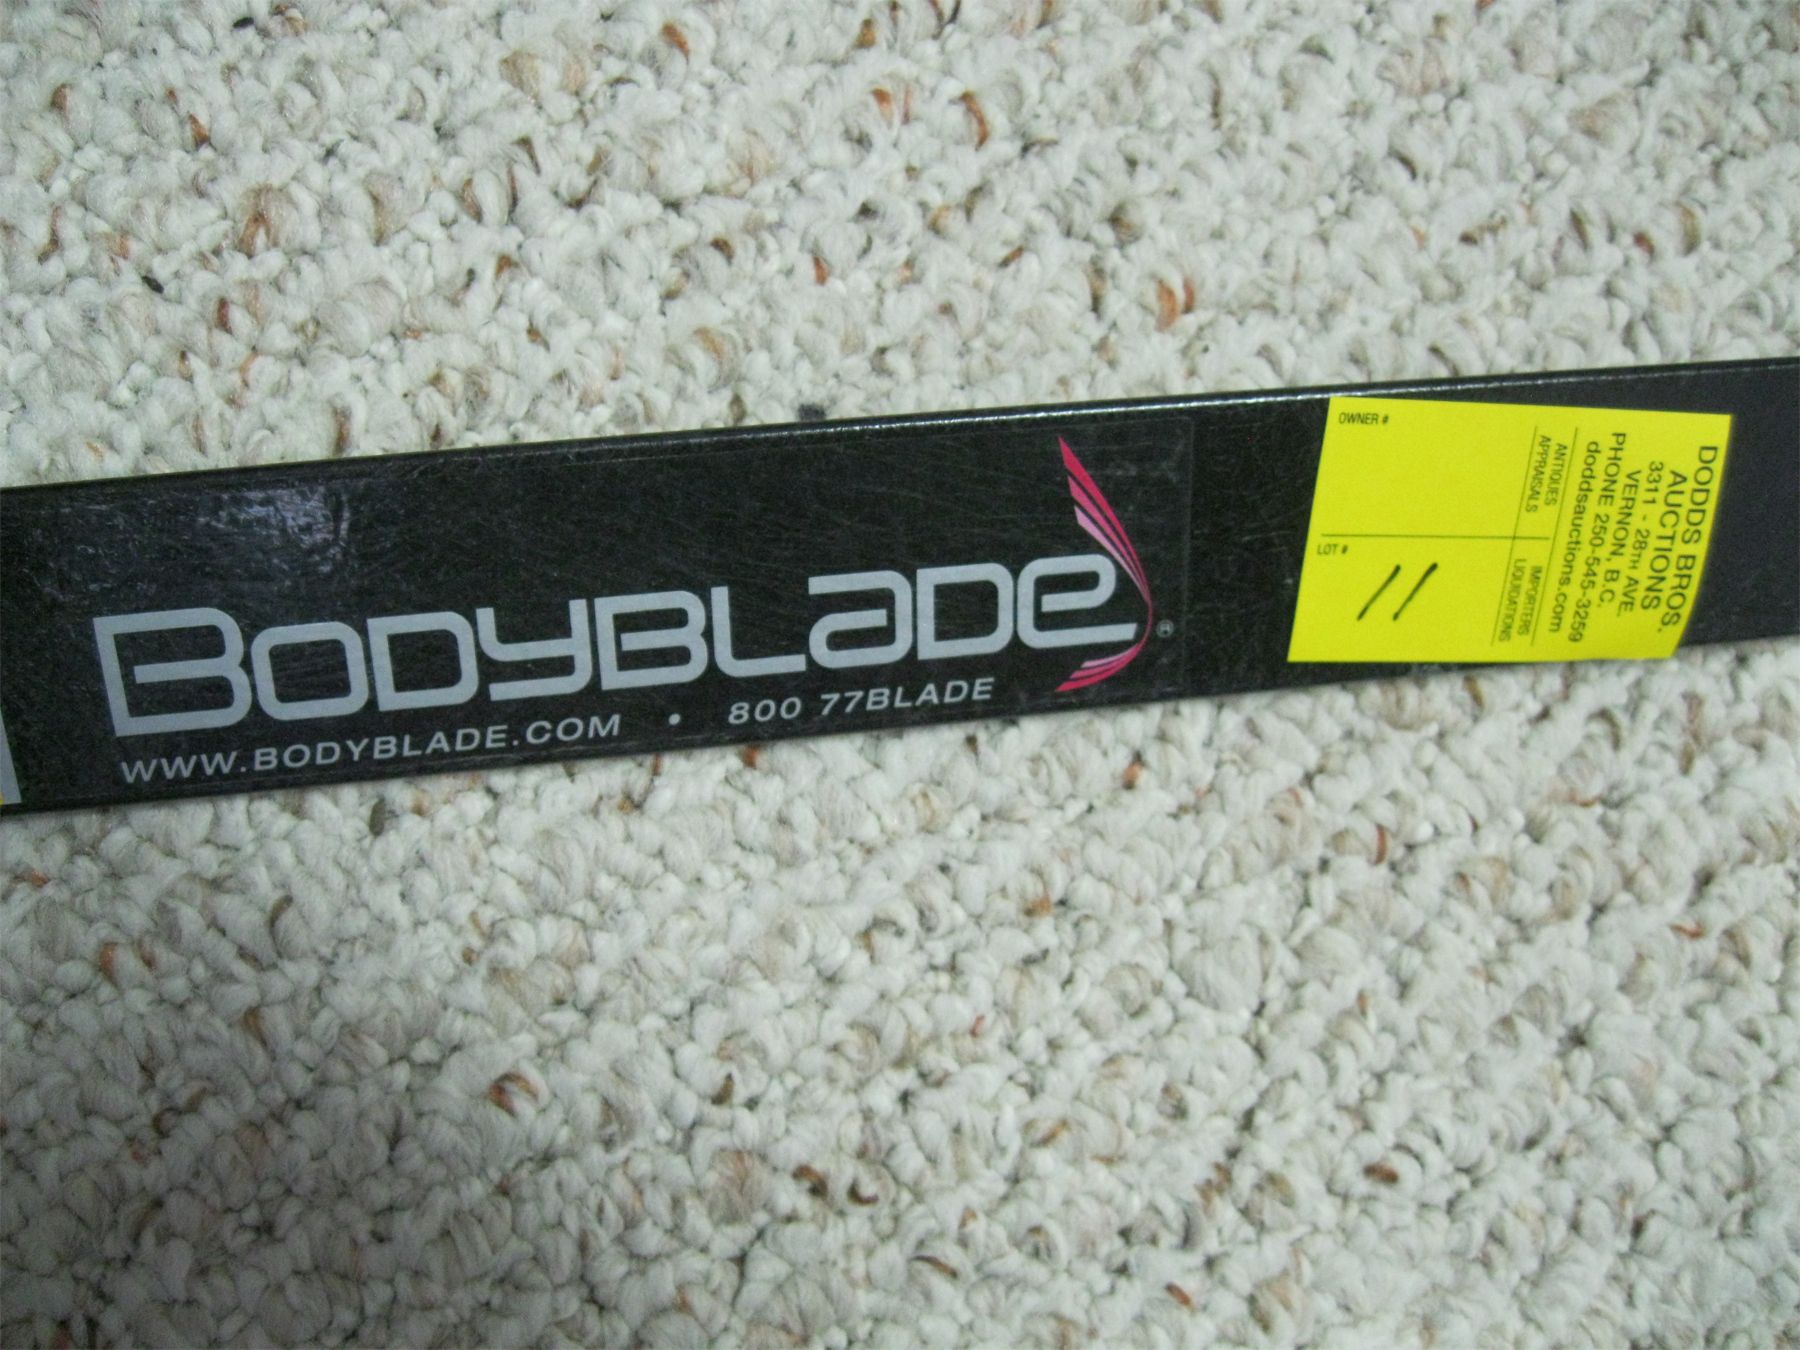 BODYBLADE®
WWW.BODYBLADE.COM • 800 77BLADE
OWNER #
LOT #
11
DODDS BROS.
AUCTIONS
3311 - 28TH AVE.
VERNON, B.C.
PHONE 250-545-3259
doddsauctions.com
ANTIQUES IMPORTERS
APPRAISALS LIQUIDATIONS